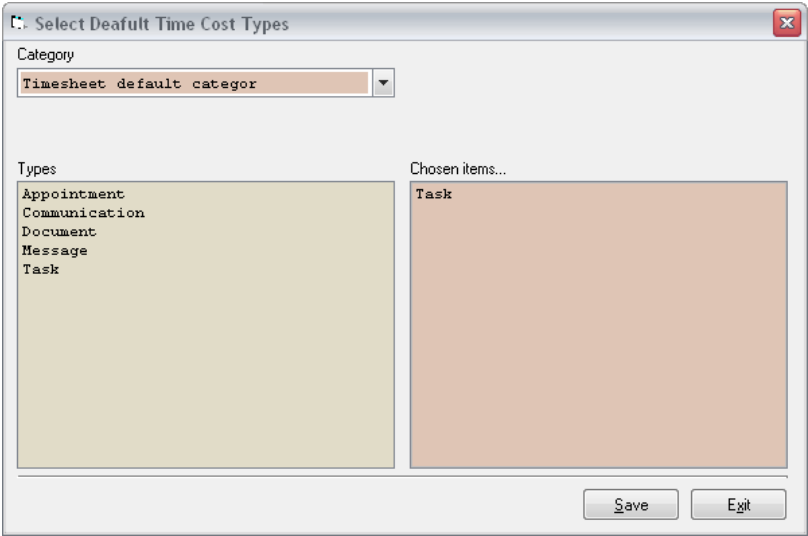 Select Deafult Time Cost Types
Category
Timesheet default categor
Types
Chosen items...
Appointment
Communication
Document
Message
Task
Task
Save
Exit